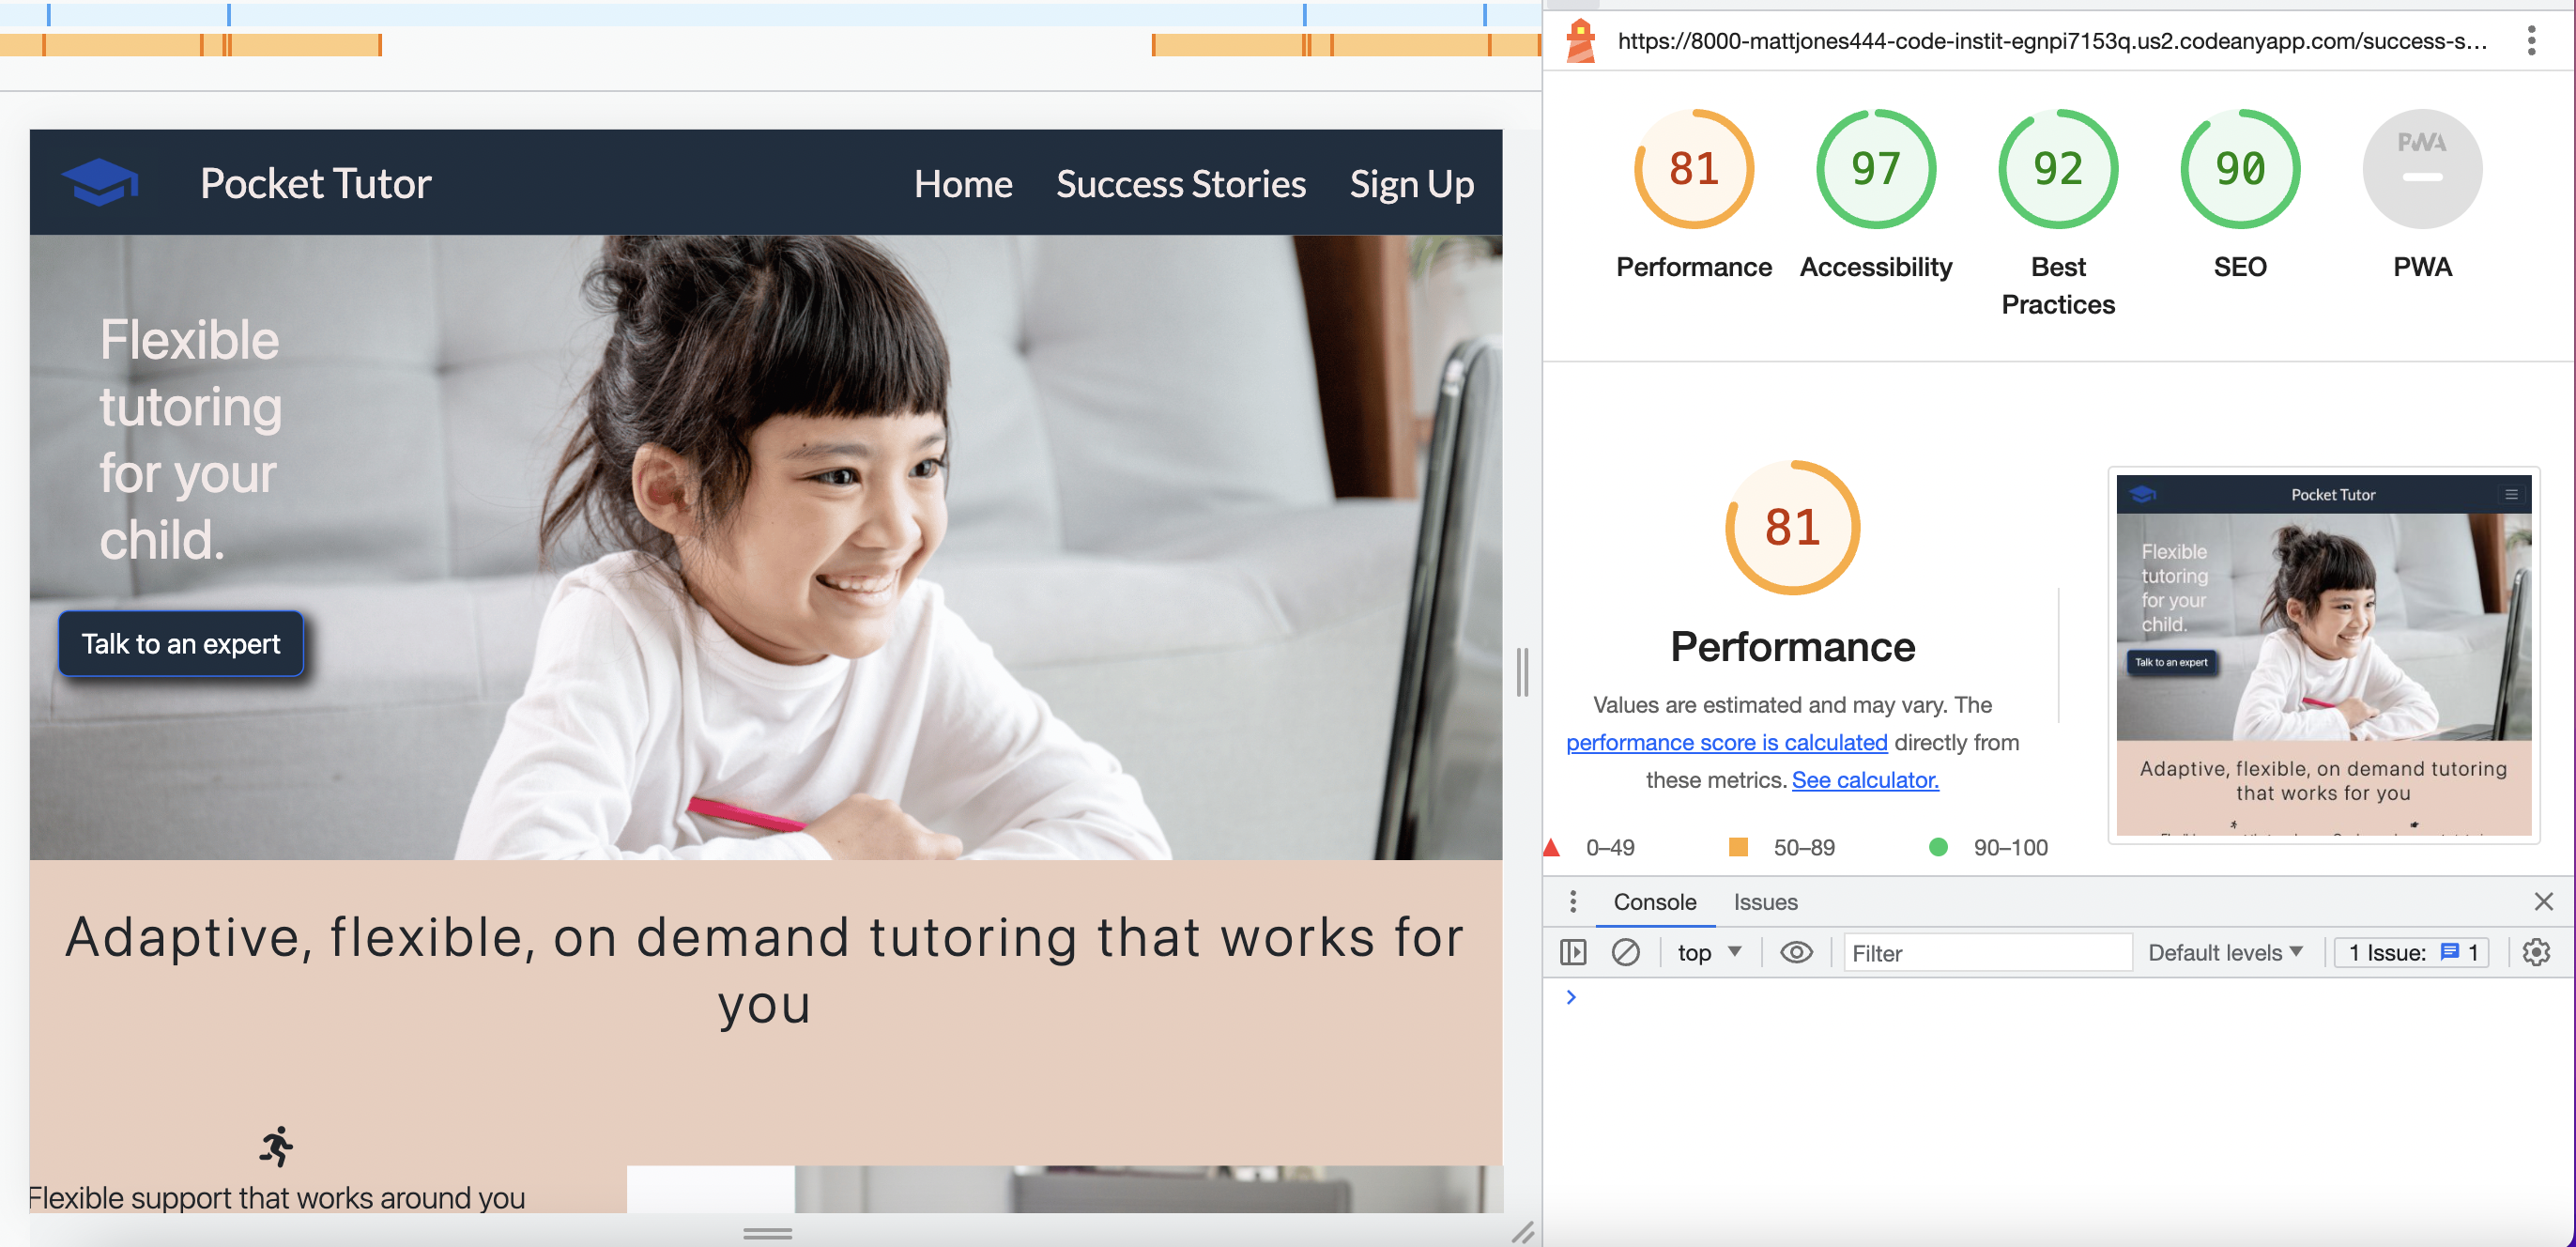 Pocket Tutor
Home Success Stories Sign Up
Flexible
tutoring
for your
child.
Talk to an expert
Adaptive, flexible, on demand tutoring that works for
you
Flexible support that works around you
https://8000-mattjones444-code-instit-egnpi7153q.us2.codeanyapp.com/success-s...
81 97 92 90 PWA
Performance Accessibility Best Practices SEO PWA
81
Performance
Values are estimated and may vary. The
performance score is calculated directly from
these metrics. See calculator.
0–49 50–89 90–100
Pocket Tutor
Flexible
tutoring
for your
child.
Talk to an expert
Adaptive, flexible, on demand tutoring
that works for you
Console Issues
top Filter Default levels 1 Issue: 1